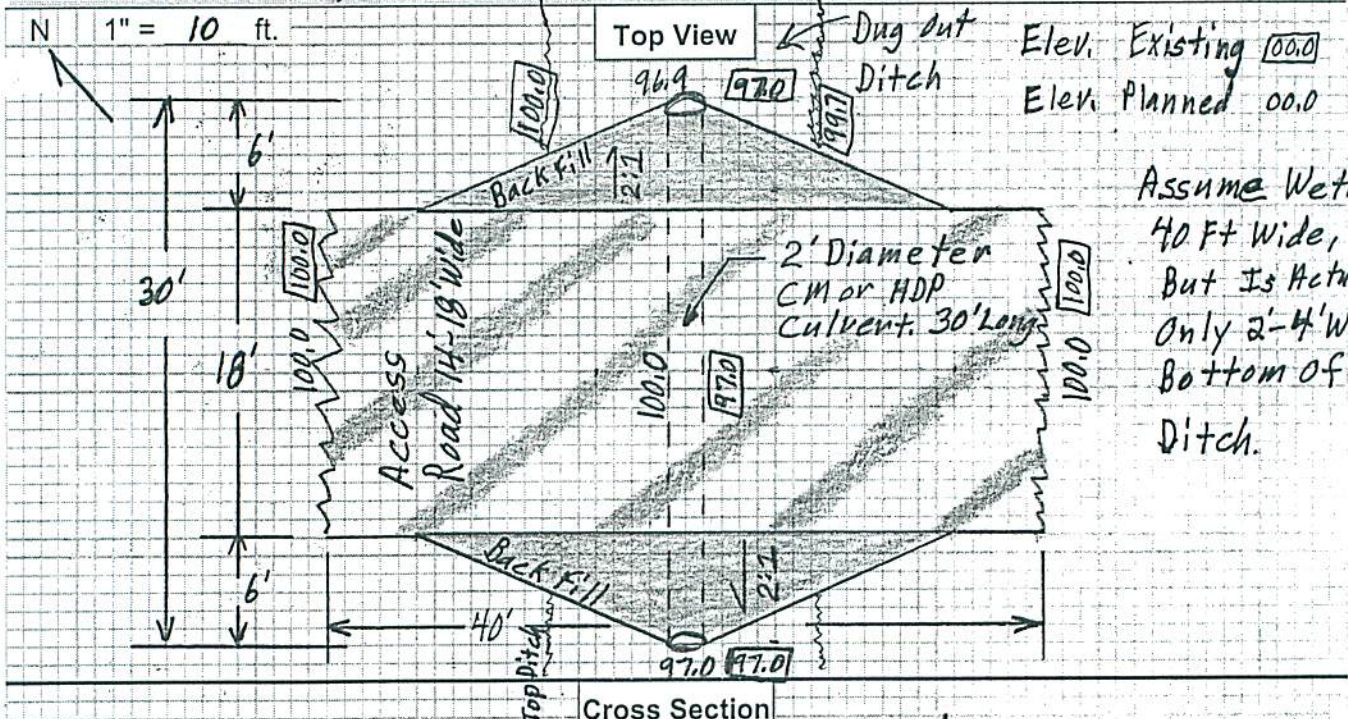 N 1" = 10 ft.
Top View
Dug Out
Ditch
Elev. Existing 00.0
Elev. Planned 00.0
100.0
96.9 97.0
99.7
6'
Back Fill
2:1
Assume
40 Ft Wide,
But Is
Only 2'-4'
Bottom Of
Ditch.
30'
18'
100.0
100.0
Access
Road 14-18' Wide
2' Diameter
CM or HDP
Culvert. 30' Long
100.0
97.0
100.0
100.0
6'
Back Fill
2:1
40'
Top Ditch
97.0 97.0
Cross Section